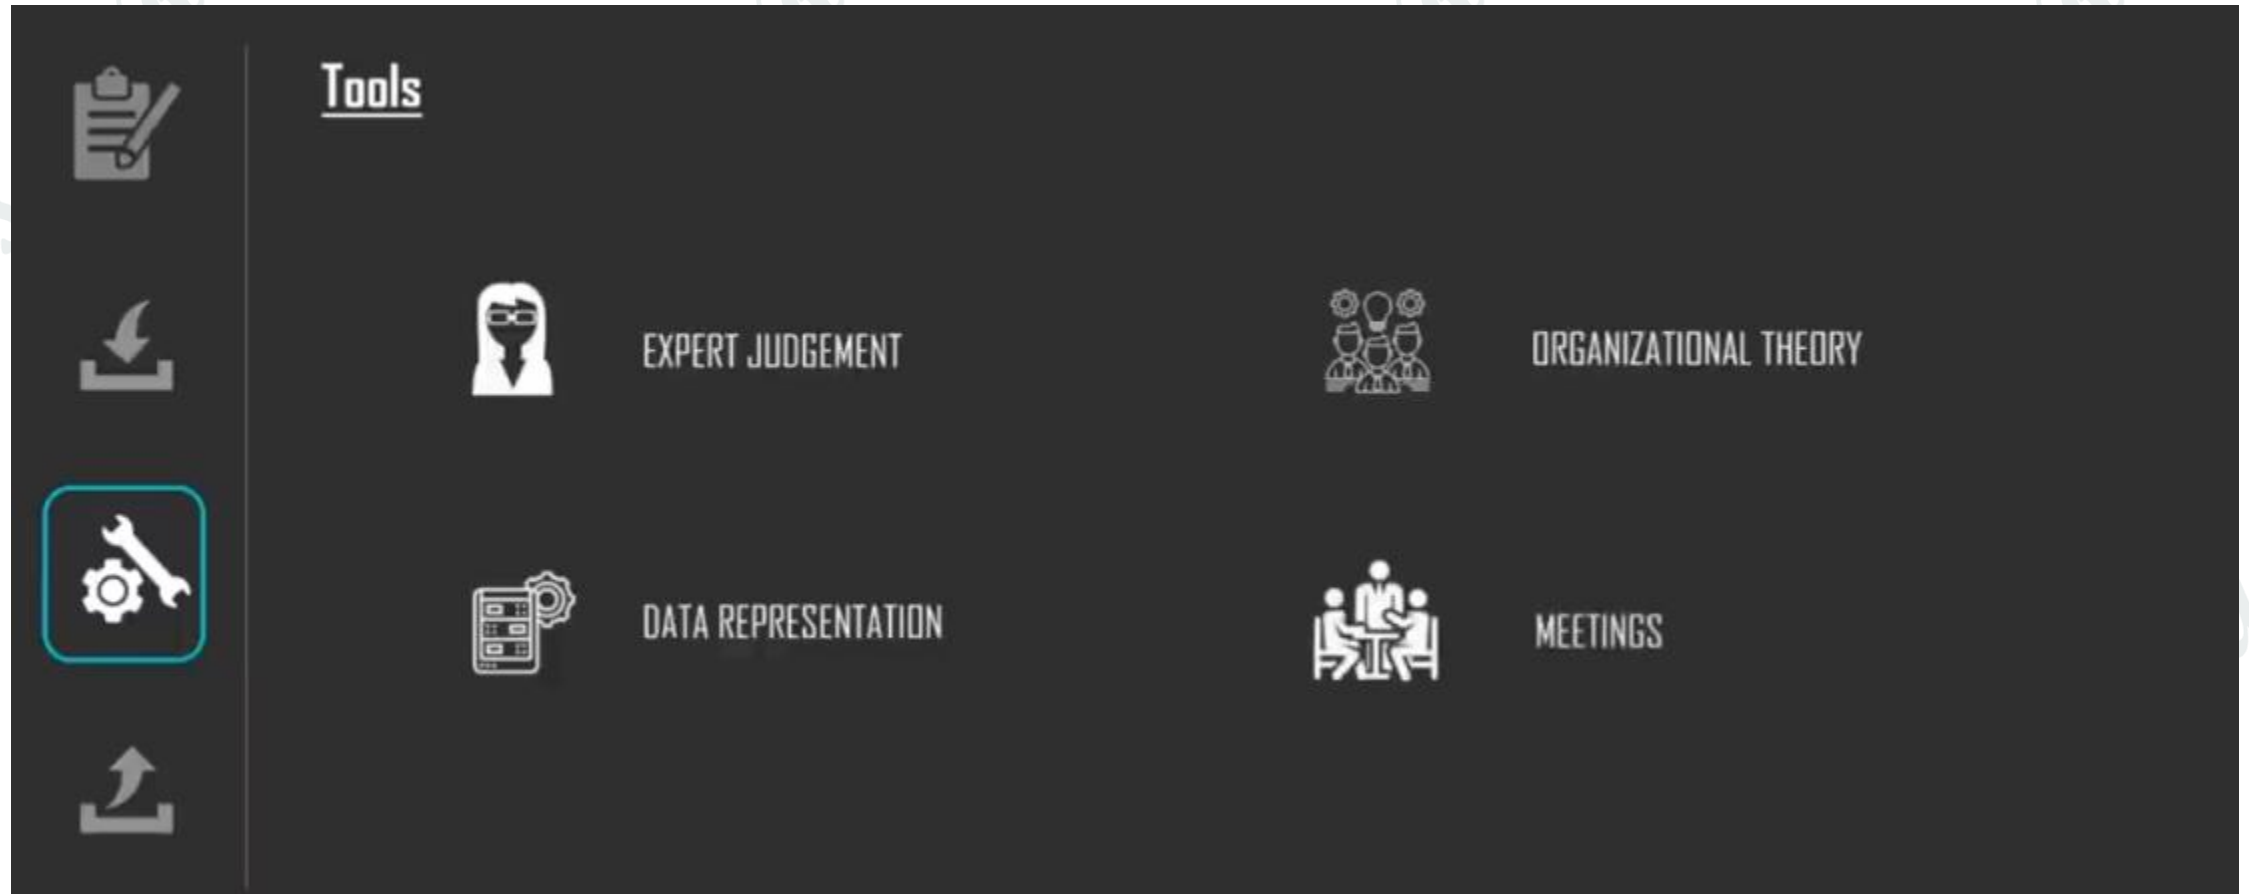 Tools
EXPERT JUDGEMENT
ORGANIZATIONAL THEORY
DATA REPRESENTATION
MEETINGS